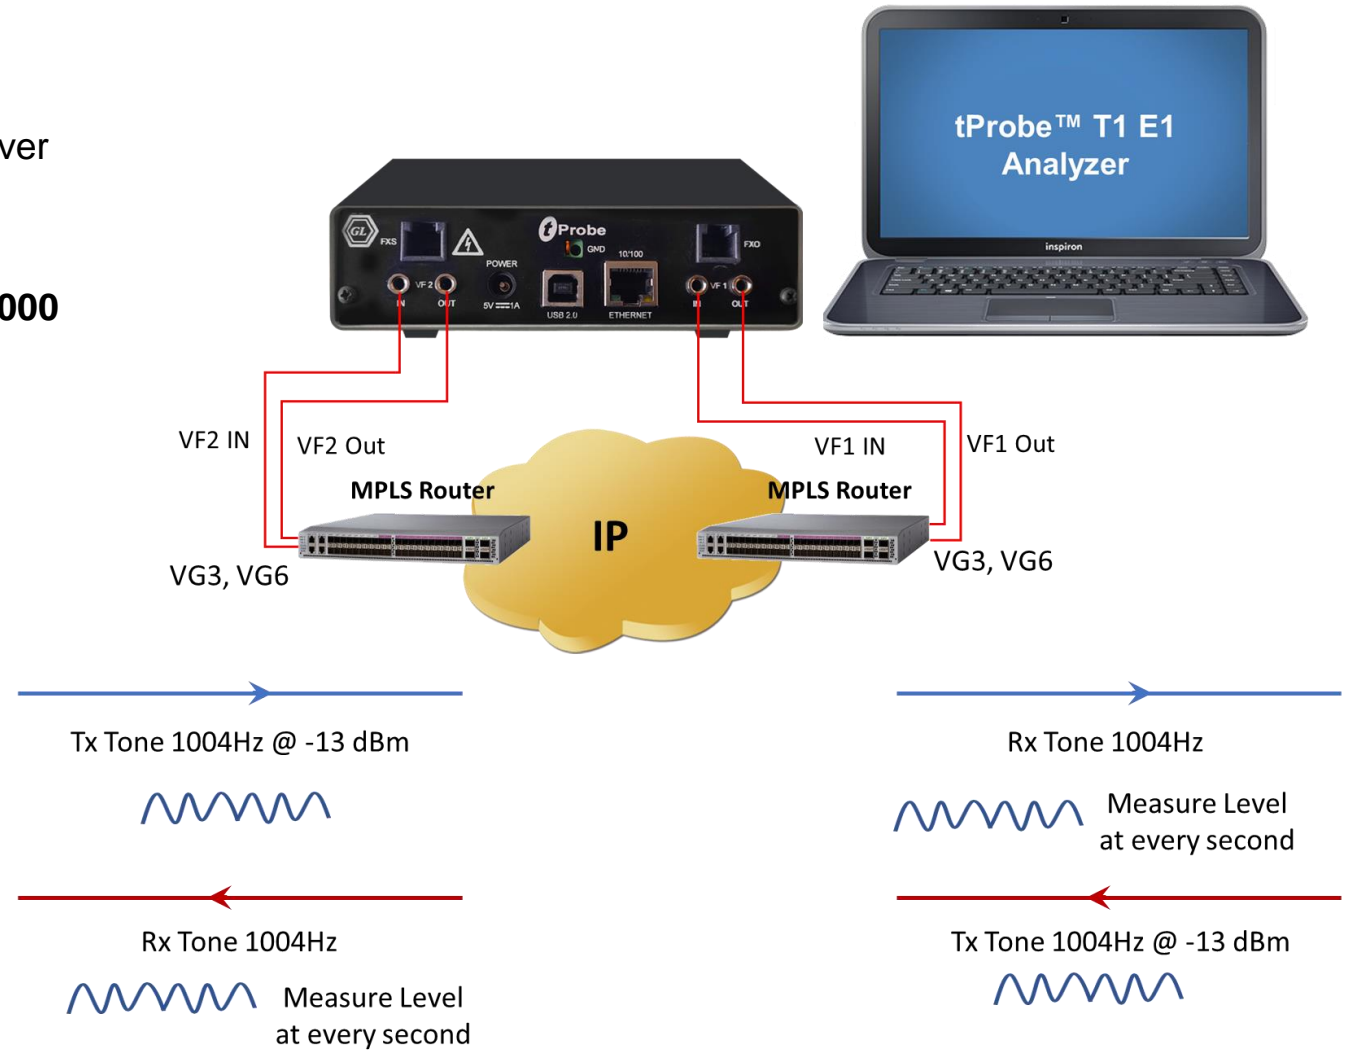 ver
000
tProbe™ T1 E1
Analyzer
inspiron
GL
FXS
tProbe
GND
FXO
POWER
10/100
IN
VF 2
OUT
5V 1A
USB 2.0
ETHERNET
IN
VF 1
OUT
VF2 IN
VF2 Out
VF1 IN
VF1 Out
MPLS Router
MPLS Router
IP
VG3, VG6
VG3, VG6
Tx Tone 1004Hz @ -13 dBm
Rx Tone 1004Hz
Measure Level
at every second
Rx Tone 1004Hz
Tx Tone 1004Hz @ -13 dBm
Measure Level
at every second